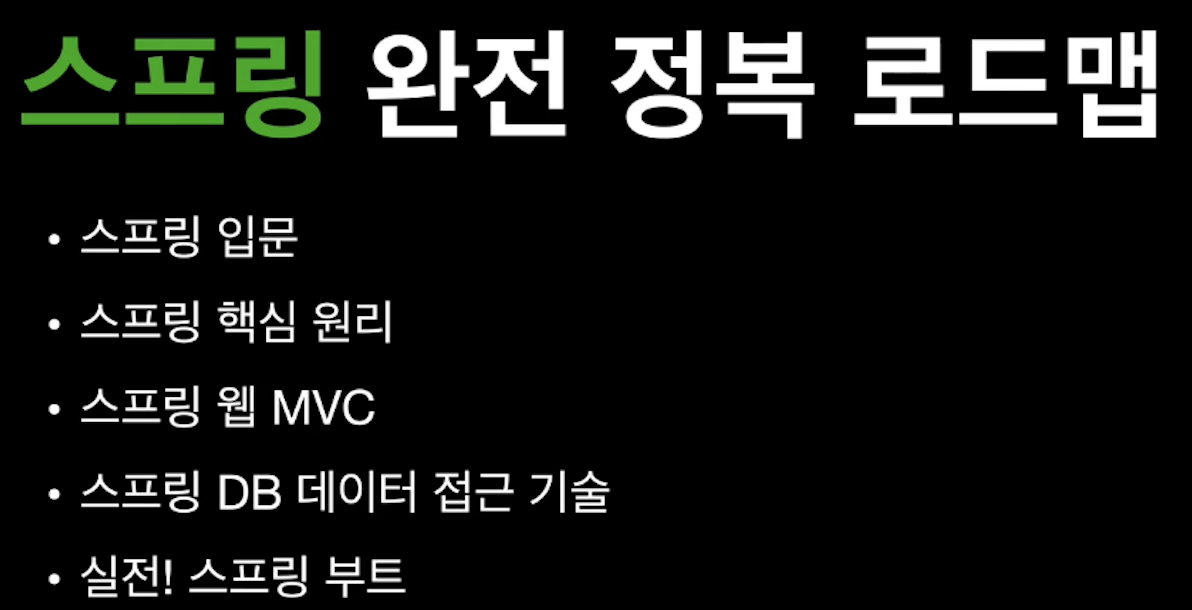 스프링 완전 정복 로드맵
• 스프링 입문
• 스프링 핵심 원리
• 스프링 웹 MVC
• 스프링 DB 데이터 접근 기술
• 실전! 스프링 부트